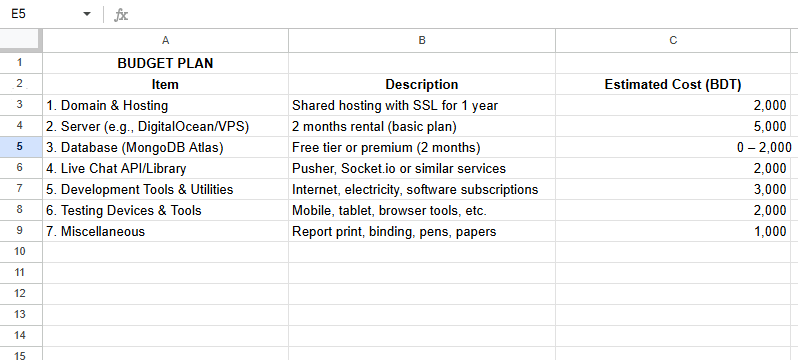 E5 fx
A B C
1 BUDGET PLAN
2 Item Description Estimated Cost (BDT)
3 1. Domain & Hosting Shared hosting with SSL for 1 year 2,000
4 2. Server (e.g., DigitalOcean/VPS) 2 months rental (basic plan) 5,000
5 3. Database (MongoDB Atlas) Free tier or premium (2 months) 0 – 2,000
6 4. Live Chat API/Library Pusher, Socket.io or similar services 2,000
7 5. Development Tools & Utilities Internet, electricity, software subscriptions 3,000
8 6. Testing Devices & Tools Mobile, tablet, browser tools, etc. 2,000
9 7. Miscellaneous Report print, binding, pens, papers 1,000
10
11
12
13
14
15